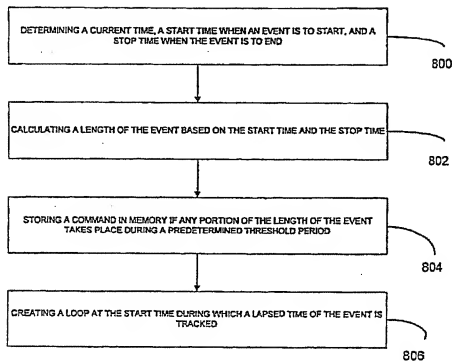 DETERMINING A CURRENT TIME, A START TIME WHEN AN EVENT IS TO START, AND A
STOP TIME WHEN THE EVENT IS TO END
800
CALCULATING A LENGTH OF THE EVENT BASED ON THE START TIME AND THE STOP TIME
802
STORING A COMMAND IN MEMORY IF ANY PORTION OF THE LENGTH OF THE EVENT
TAKES PLACE DURING A PREDETERMINED THRESHOLD PERIOD
804
CREATING A LOOP AT THE START TIME DURING WHICH A LAPSED TIME OF THE EVENT IS
TRACKED
806